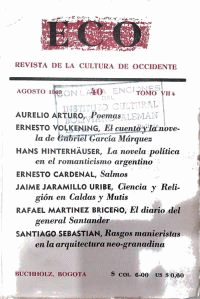 ECO
REVISTA DE LA CULTURA DE OCCIDENTE
AGOSTO 40 TOMO VII
AURELIO ARTURO, Poemas
ERNESTO VOLKENING, El cuento y la nove-
la de Gabriel García Márquez
HANS HINTERHÄUSER, La novela política
en el romanticismo argentino
ERNESTO CARDENAL, Salmos
JAIME JARAMILLO URIBE, Ciencia y Reli-
gión en Caldas y Mutis
RAFAEL MARTINEZ BRICEÑO, El diario del
general Santander
SANTIAGO SEBASTIAN, Rasgos manieristas
en la arquitectura neo-granadina
BUCHHOLZ, BOGOTA $ COL. 6-00 US $ 0,60